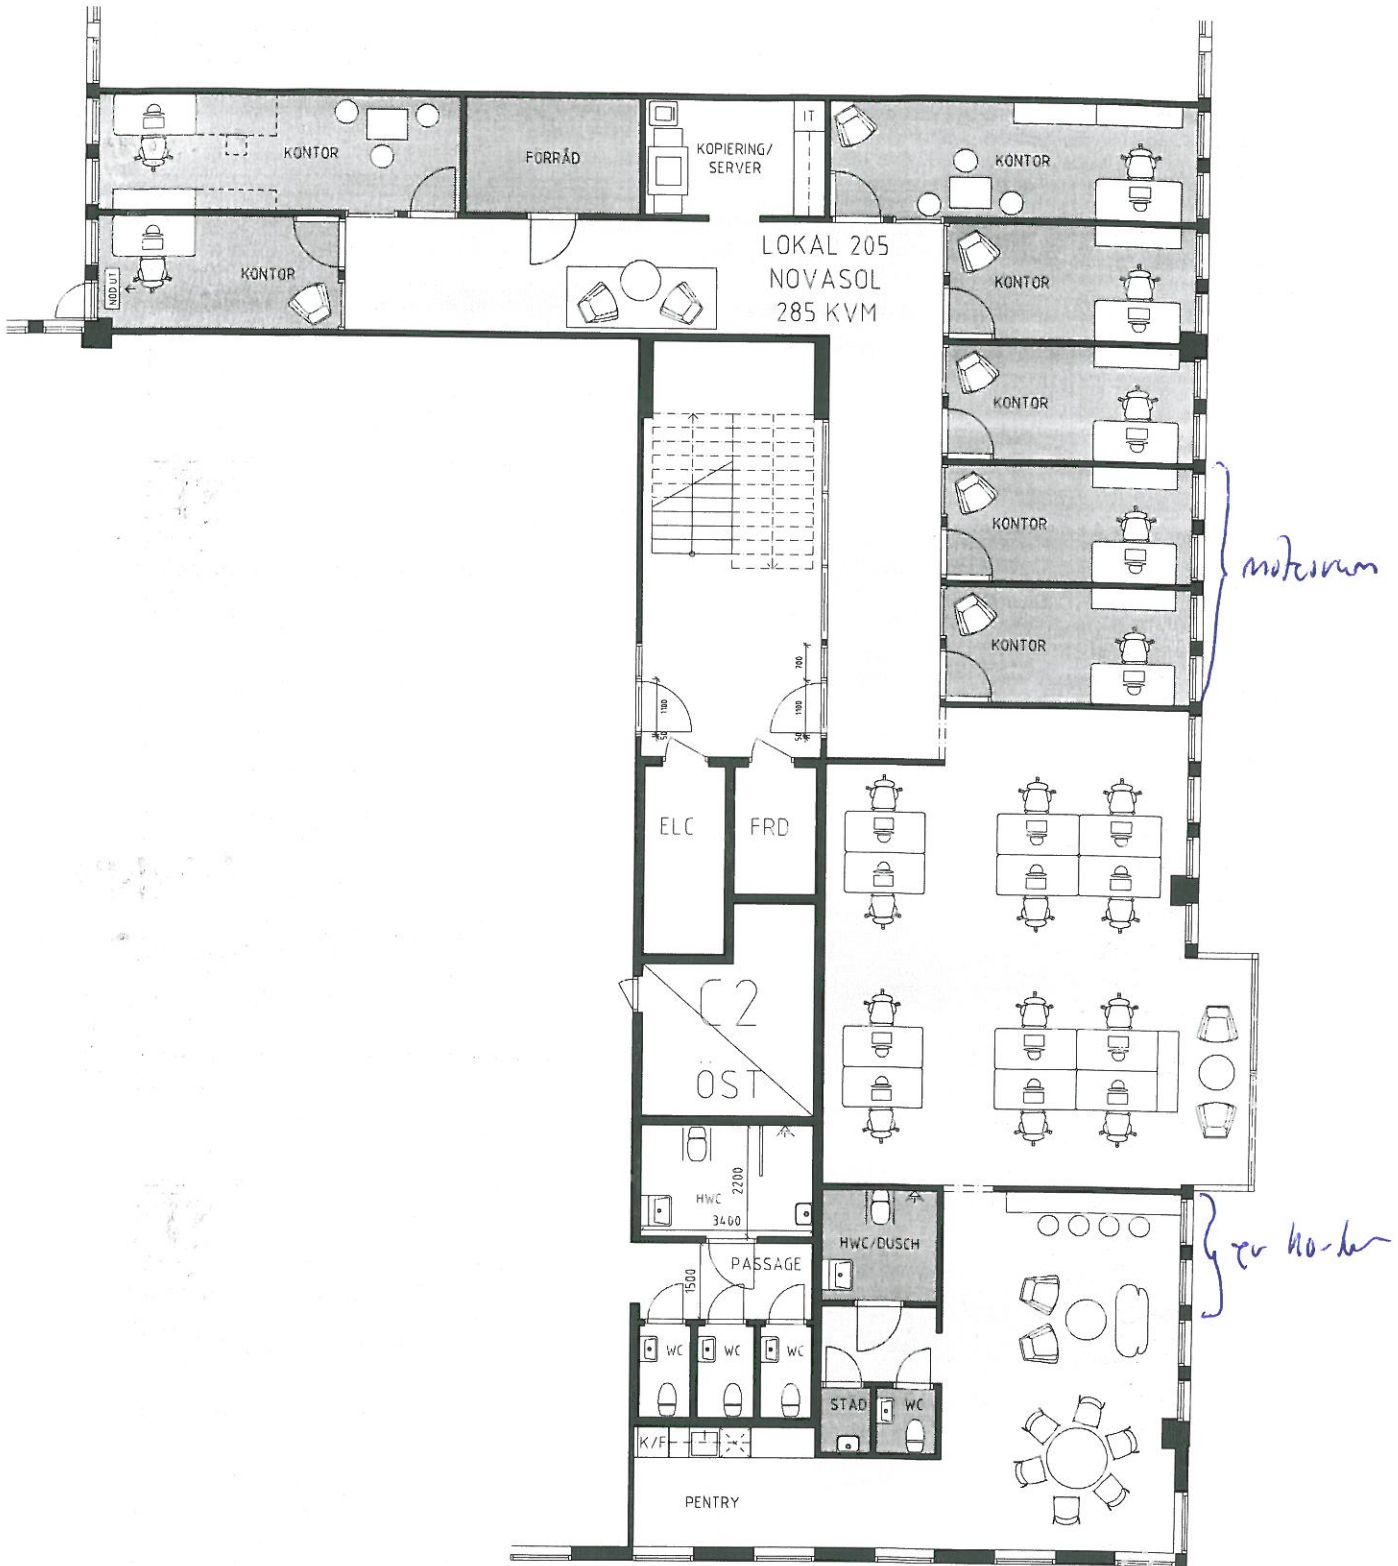 KONTOR
FÖRRÅD
KOPIERING/
SERVER
IT
KONTOR
NÖD UT
KONTOR
LOKAL 205
NOVASOL
285 KVM
KONTOR
KONTOR
KONTOR
KONTOR
700
1100
50
1100
50
ELC
FRD
C2
ÖST
HWC
2200
3400
HWC/DUSCH
PASSAGE
1500
WC
WC
WC
STÄD
WC
K/F
PENTRY